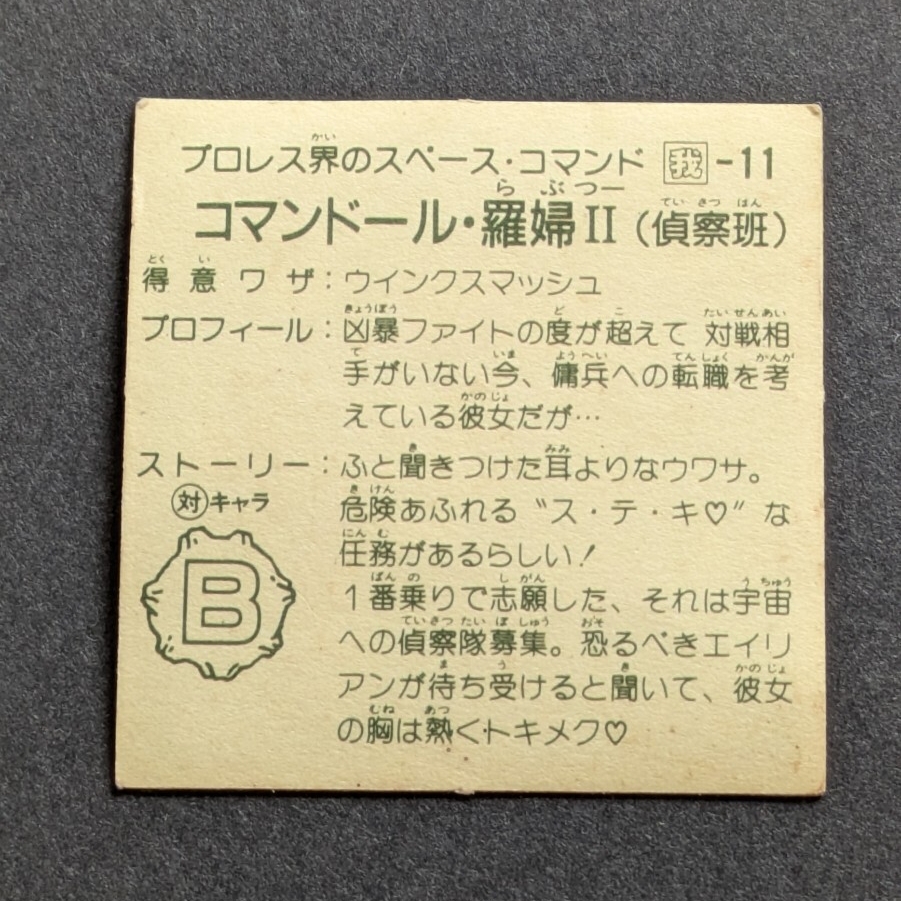 プロレス界のスペース・コマンド 我-11
コマンドール・羅婦II（偵察班）
得意ワザ：ウインクスマッシュ
プロフィール：凶暴ファイトの度が超えて 対戦相
手がいない今、傭兵への転職を考
えている彼女だが…
ストーリー：ふと聞きつけた耳よりなウワサ。
対キャラ
B
危険あふれる〝ス・テ・キ♡〟な
任務があるらしい！
1番乗りで志願した、それは宇宙
への偵察隊募集。恐るべきエイリ
アンが待ち受けると聞いて、彼女
の胸は熱くトキメク♡